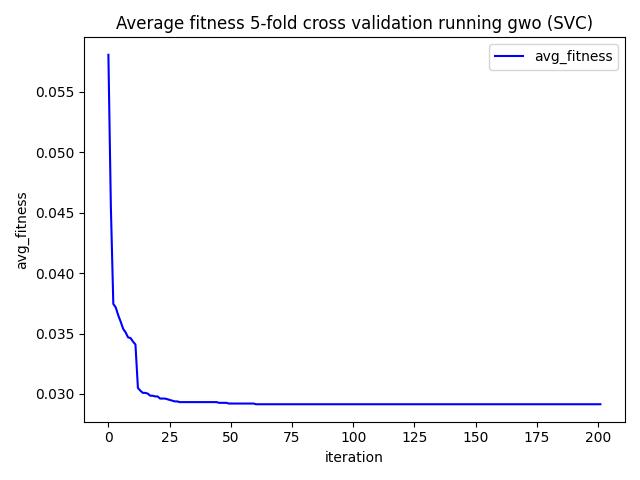 Average fitness 5-fold cross validation running gwo (SVC)
avg_fitness
0.055
0.050
0.045
0.040
0.035
0.030
avg_fitness
0 25 50 75 100 125 150 175 200
iteration